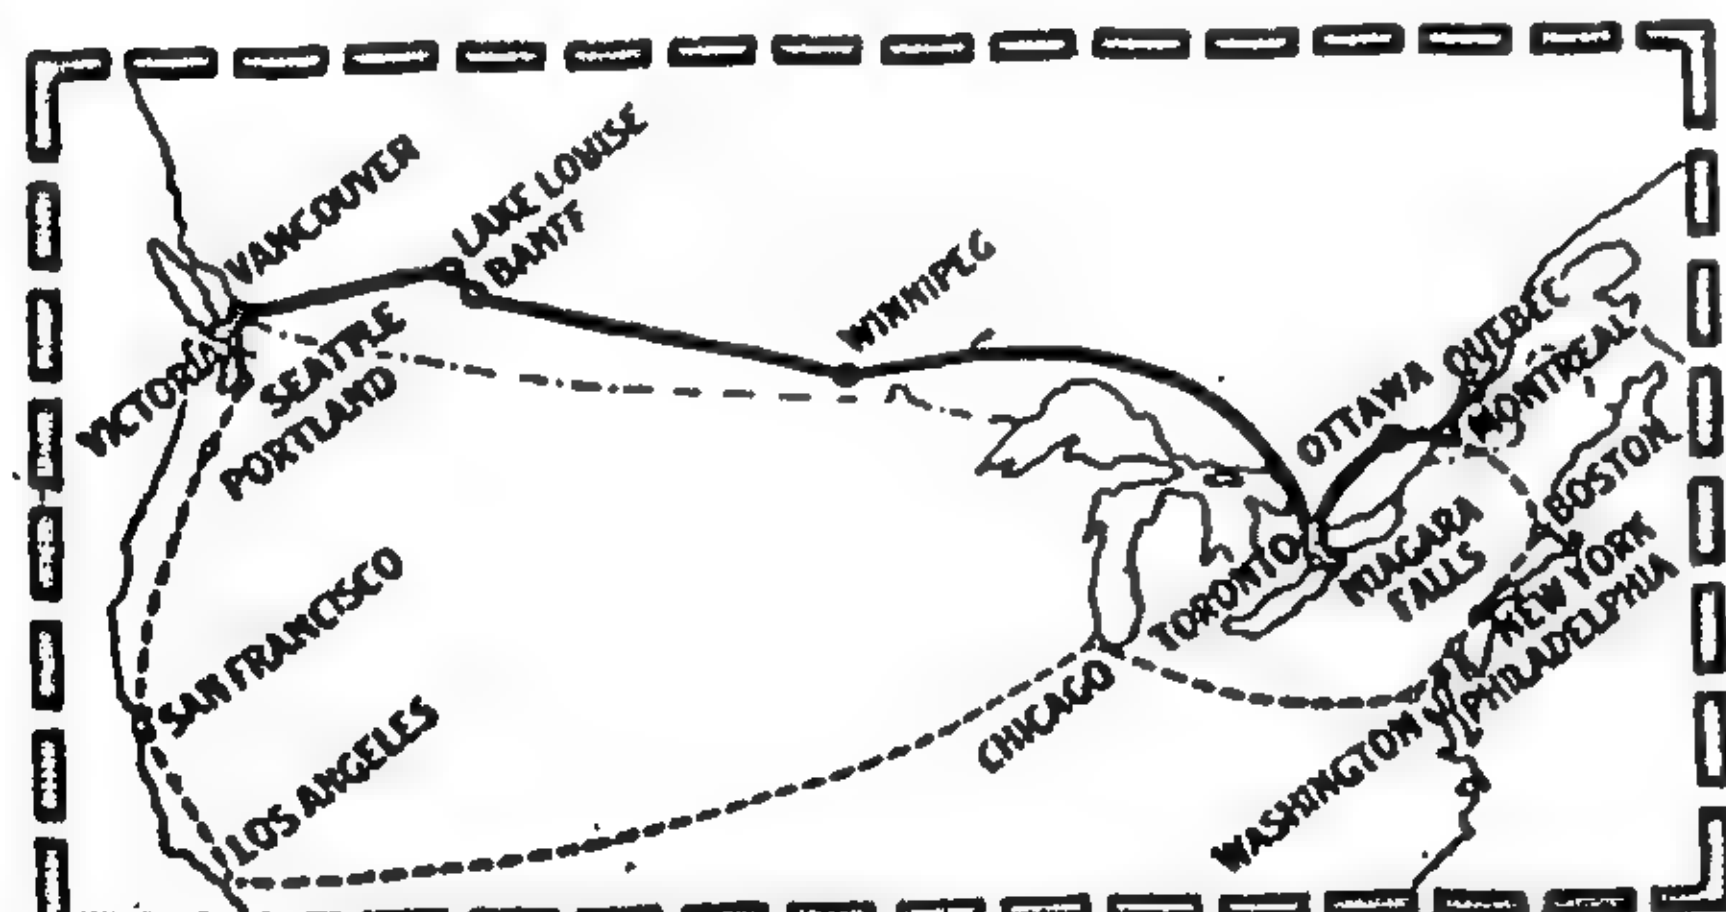 VANCOUVER
LAKE LOUISE
BANFF
WINNIPEG
VICTORIA
SEATTLE
PORTLAND
OTTAWA
QUEBEC
MONTREAL
BOSTON
SAN FRANCISCO
TORONTO
NIAGARA
FALLS
NEW YORK
PHILADELPHIA
LOS ANGELES
CHICAGO
WASHINGTON